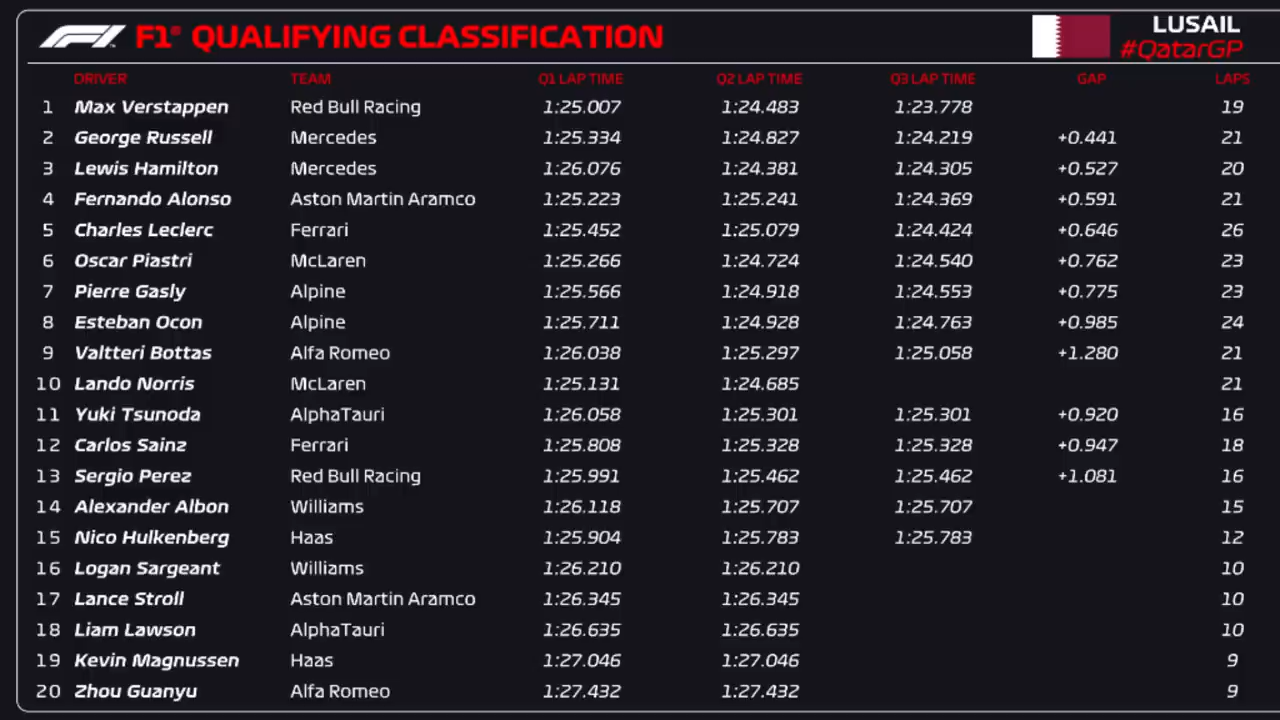 F1 F1® QUALIFYING CLASSIFICATION LUSAIL
#QatarGP
DRIVER TEAM Q1 LAP TIME Q2 LAP TIME Q3 LAP TIME GAP LAPS
1 Max Verstappen Red Bull Racing 1:25.007 1:24.483 1:23.778 19
2 George Russell Mercedes 1:25.334 1:24.827 1:24.219 +0.441 21
3 Lewis Hamilton Mercedes 1:26.076 1:24.381 1:24.305 +0.527 20
4 Fernando Alonso Aston Martin Aramco 1:25.223 1:25.241 1:24.369 +0.591 21
5 Charles Leclerc Ferrari 1:25.452 1:25.079 1:24.424 +0.646 26
6 Oscar Piastri McLaren 1:25.266 1:24.724 1:24.540 +0.762 23
7 Pierre Gasly Alpine 1:25.566 1:24.918 1:24.553 +0.775 23
8 Esteban Ocon Alpine 1:25.711 1:24.928 1:24.763 +0.985 24
9 Valtteri Bottas Alfa Romeo 1:26.038 1:25.297 1:25.058 +1.280 21
10 Lando Norris McLaren 1:25.131 1:24.685 21
11 Yuki Tsunoda AlphaTauri 1:26.058 1:25.301 1:25.301 +0.920 16
12 Carlos Sainz Ferrari 1:25.808 1:25.328 1:25.328 +0.947 18
13 Sergio Perez Red Bull Racing 1:25.991 1:25.462 1:25.462 +1.081 16
14 Alexander Albon Williams 1:26.118 1:25.707 1:25.707 15
15 Nico Hulkenberg Haas 1:25.904 1:25.783 1:25.783 12
16 Logan Sargeant Williams 1:26.210 1:26.210 10
17 Lance Stroll Aston Martin Aramco 1:26.345 1:26.345 10
18 Liam Lawson AlphaTauri 1:26.635 1:26.635 10
19 Kevin Magnussen Haas 1:27.046 1:27.046 9
20 Zhou Guanyu Alfa Romeo 1:27.432 1:27.432 9